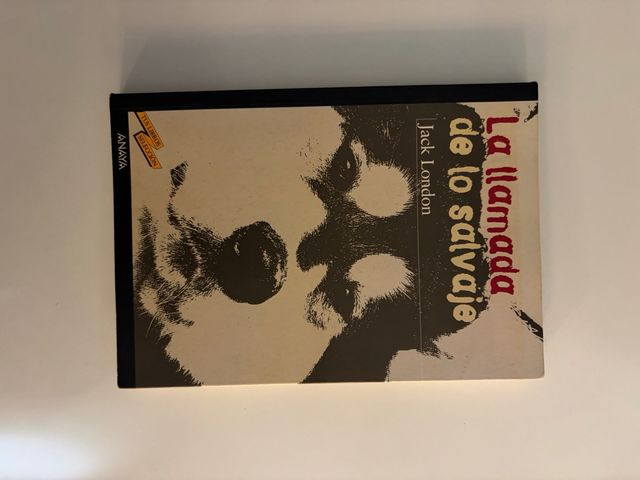 La llamada
de lo salvaje
Jack London
ANAYA